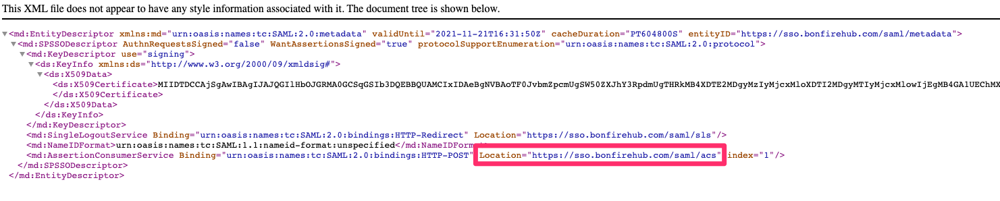 This XML file does not appear to have any style information associated with it. The document tree is shown below.
<md:EntityDescriptor xmlns:md="urn:oasis:names:tc:SAML:2.0:metadata" validUntil="2021-11-21T16:31:50Z" cacheDuration="PT604800S" entityID="https://sso.bonfirehub.com/saml/metadata">
<md:SPSSODescriptor AuthnRequestsSigned="false" WantAssertionsSigned="true" protocolSupportEnumeration="urn:oasis:names:tc:SAML:2.0:protocol">
<md:KeyDescriptor use="signing">
<ds:KeyInfo xmlns:ds="http://www.w3.org/2000/09/xmldsig#">
<ds:X509Data>
<ds:X509Certificate>MIIDTDCCAjSgAwIBAgIJAJQGIlHbOJGRMA0GCSqGSIb3DQEBBQUAMCIxIDAeBgNVBAoTF0JvbmZpcmUgSW50ZXJhY3RpdmUgTHRkMB4XDTE2MDgyMzIyMjcxMloXDTI2MDgyMTIyMjcxMlowIjEgMB4GA1UEChMX
</ds:X509Certificate>
</ds:X509Data>
</ds:KeyInfo>
</md:KeyDescriptor>
<md:SingleLogoutService Binding="urn:oasis:names:tc:SAML:2.0:bindings:HTTP-Redirect" Location="https://sso.bonfirehub.com/saml/sls"/>
<md:NameIDFormat>urn:oasis:names:tc:SAML:1.1:nameid-format:unspecified</md:NameIDFormat>
<md:AssertionConsumerService Binding="urn:oasis:names:tc:SAML:2.0:bindings:HTTP-POST" Location="https://sso.bonfirehub.com/saml/acs" index="1"/>
</md:SPSSODescriptor>
</md:EntityDescriptor>